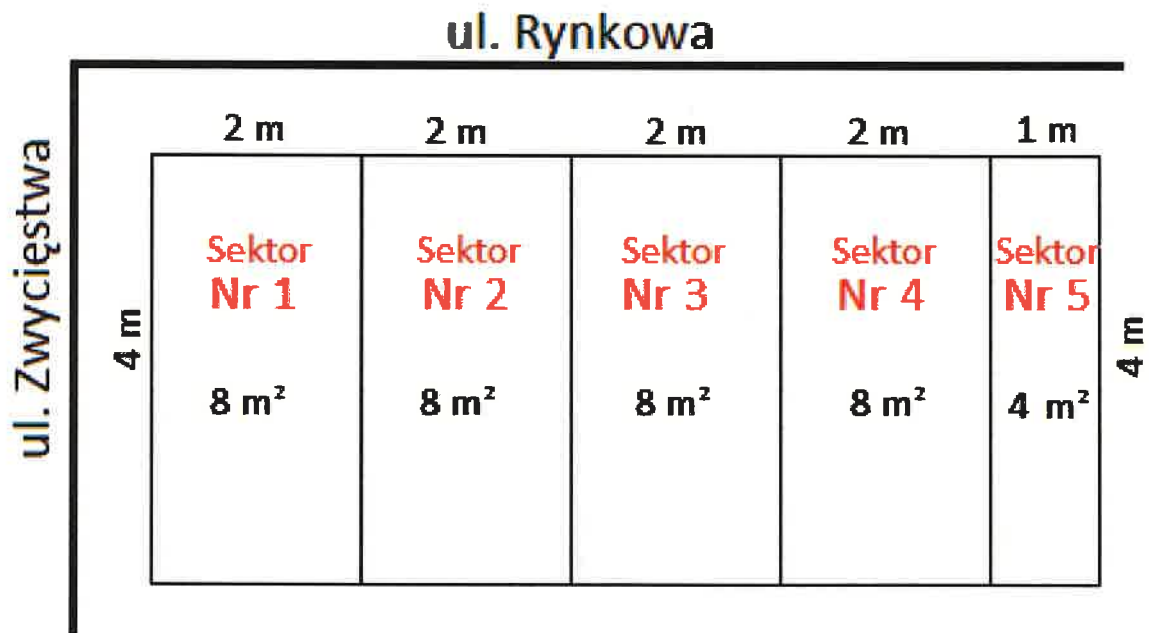 ul. Rynkowa
2 m 2 m 2 m 2 m 1 m
ul. Zwycięstwa
Sektor Sektor Sektor Sektor Sektor
Nr 1 Nr 2 Nr 3 Nr 4 Nr 5
4 m 4 m
8 m² 8 m² 8 m² 8 m² 4 m²